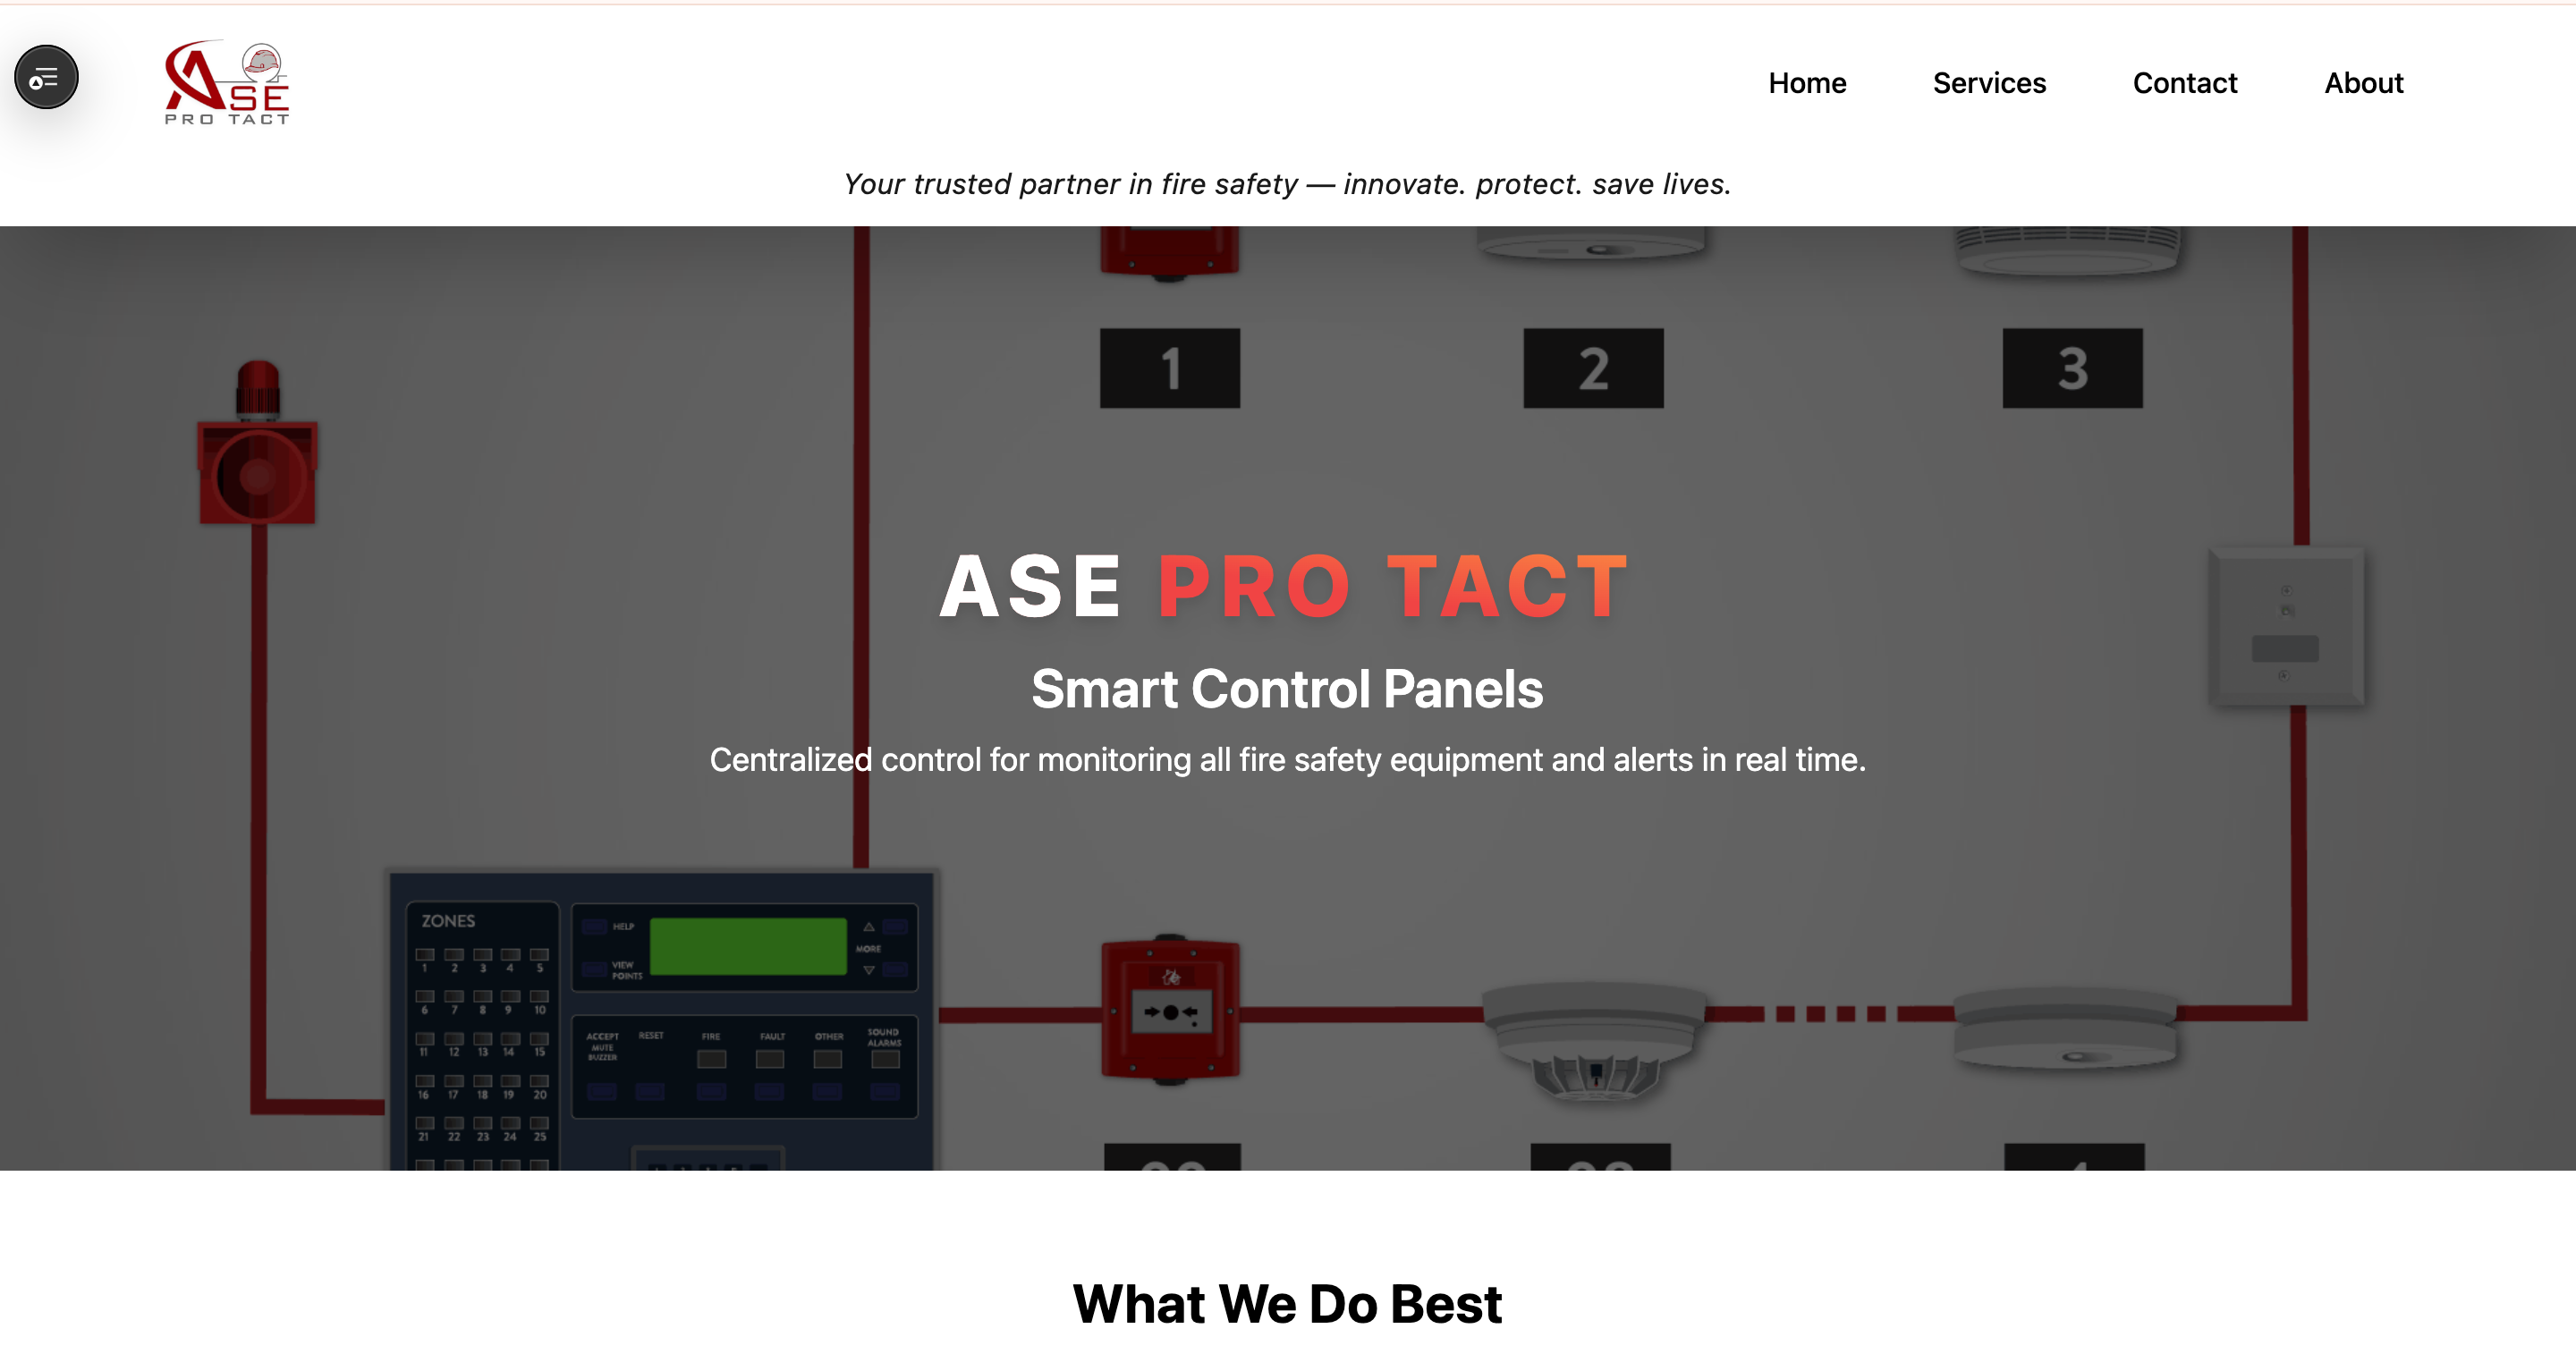 ASE
PRO TACT
Home Services Contact About
Your trusted partner in fire safety — innovate. protect. save lives.
1 2 3
ASE PRO TACT
Smart Control Panels
Centralized control for monitoring all fire safety equipment and alerts in real time.
ZONES
HELP
MORE
VIEW
POINTS
1 2 3 4 5
6 7 8 9 10
11 12 13 14 15
16 17 18 19 20
21 22 23 24 25
ACCEPT
MUTE
BUZZER
RESET
FIRE
FAULT
OTHER
SOUND
ALARMS
What We Do Best